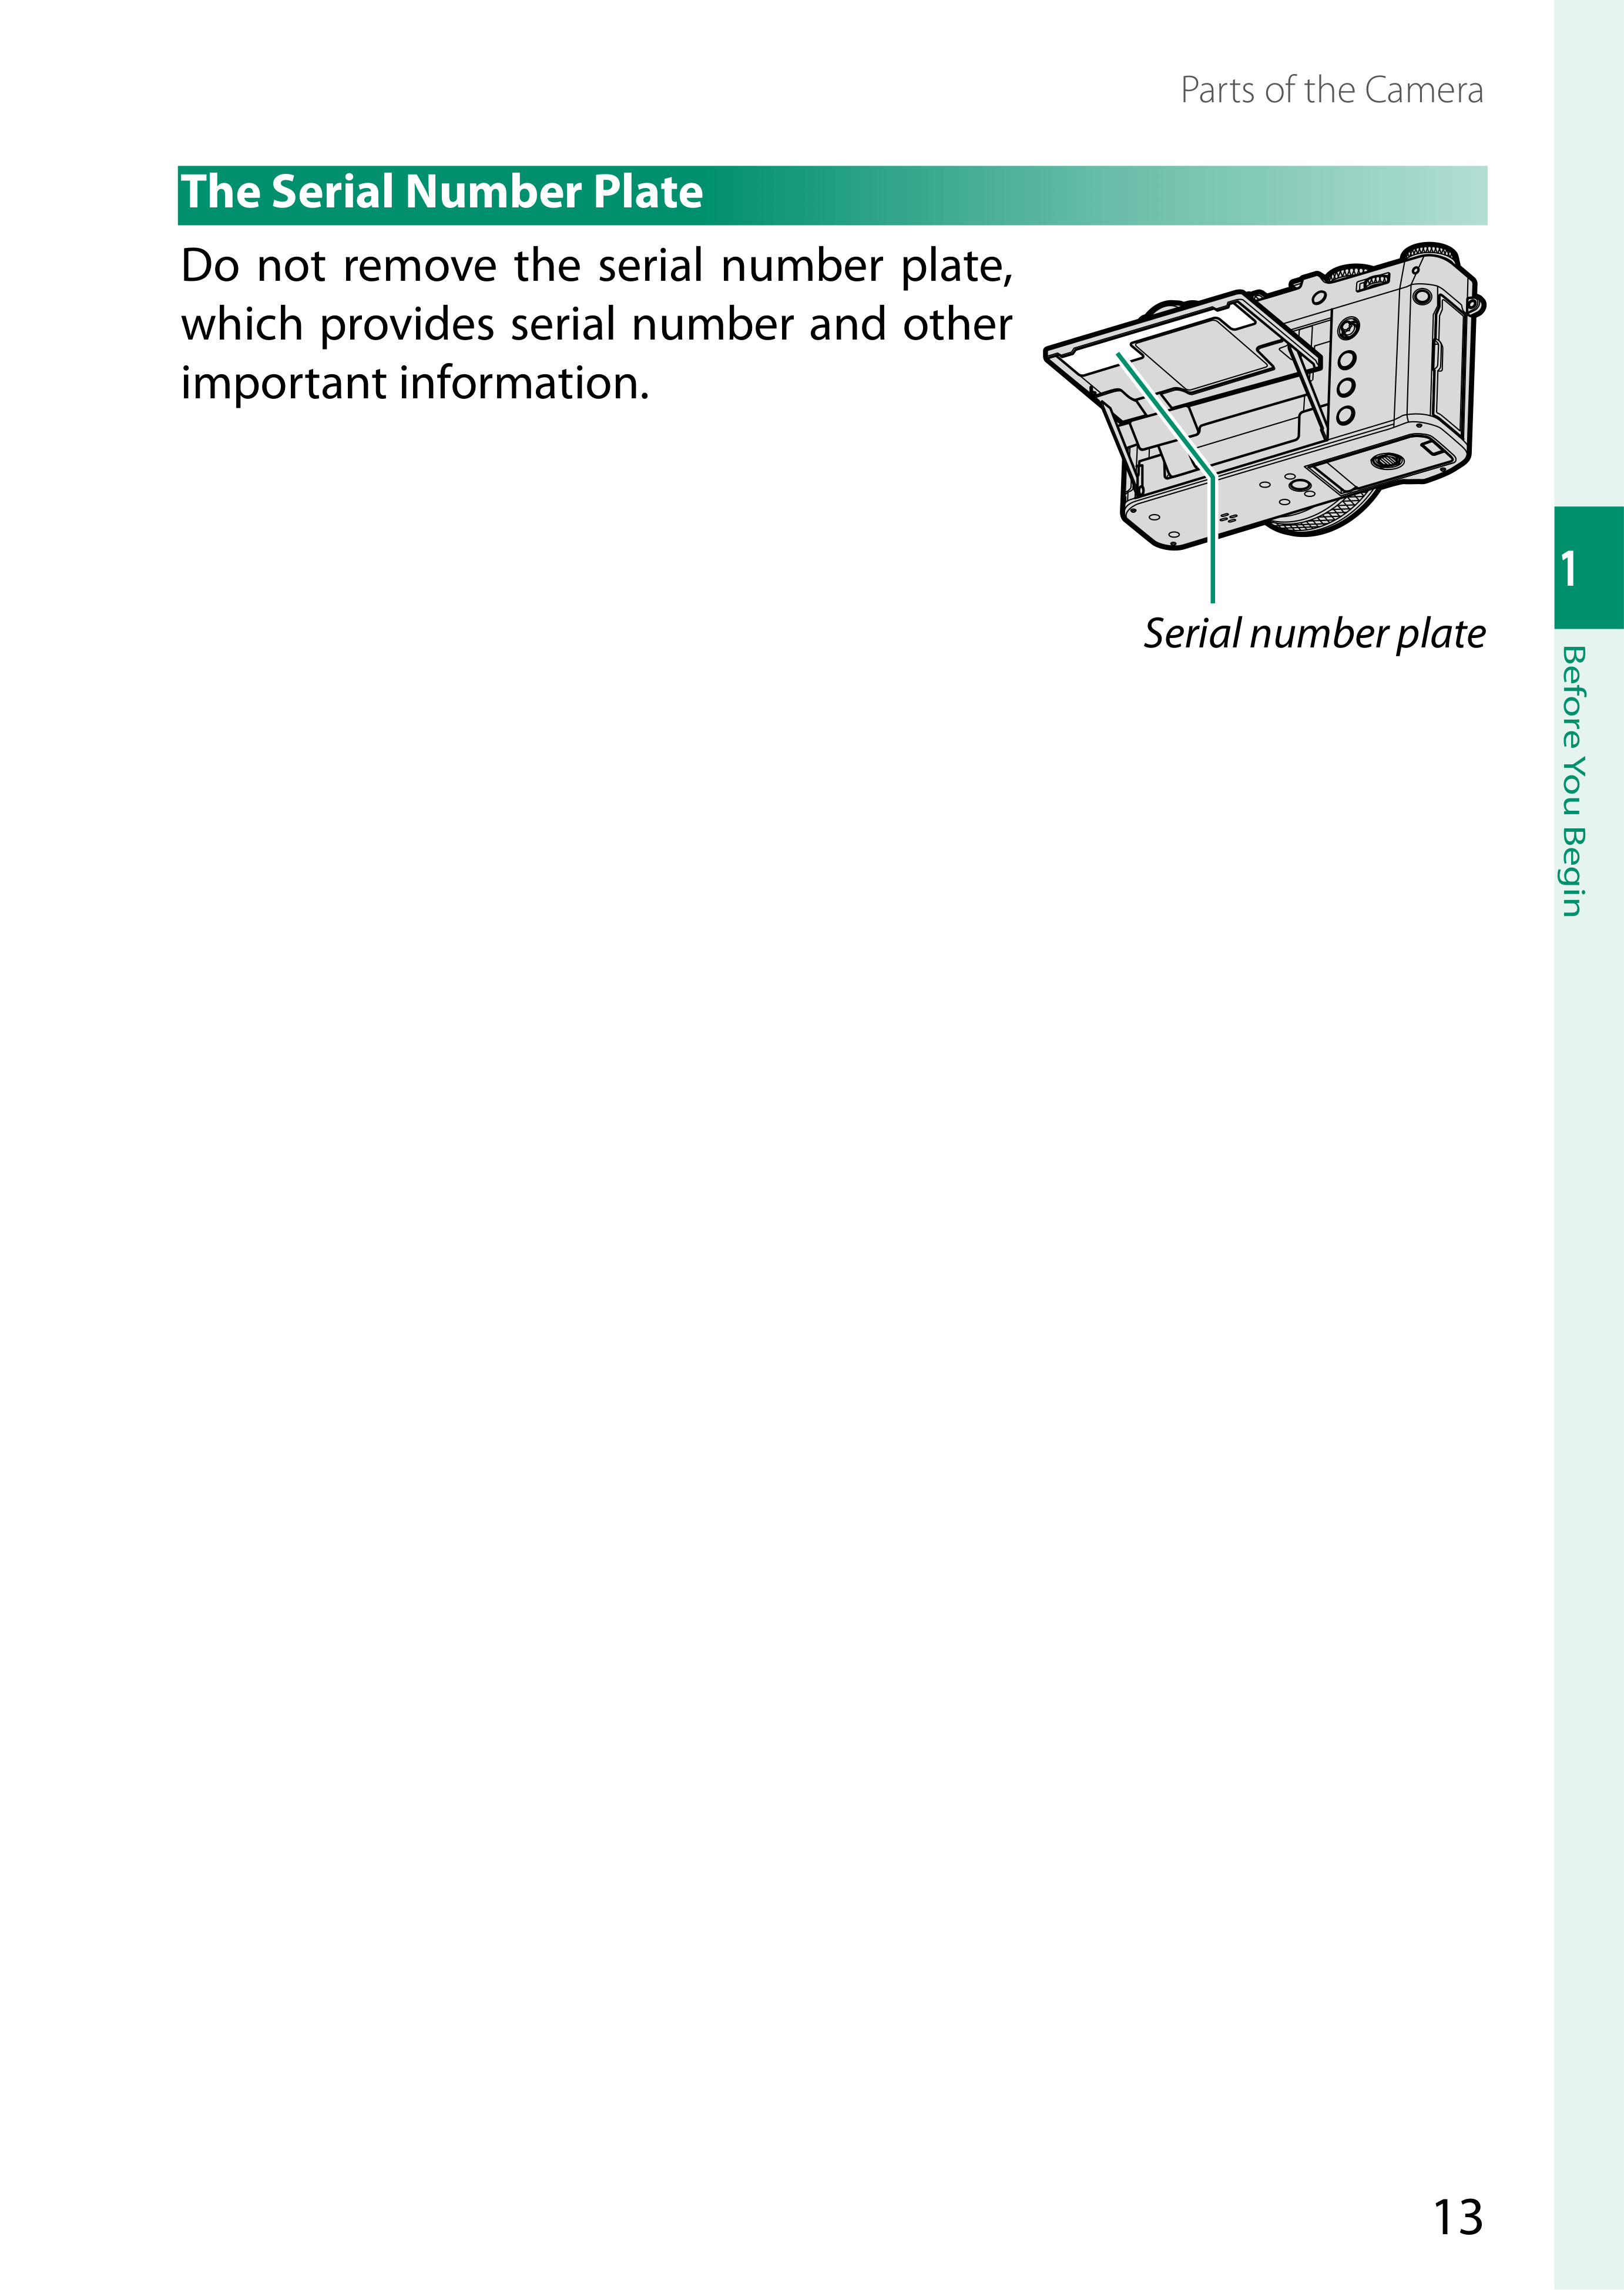 Parts of the Camera
The Serial Number Plate
Do not remove the serial number plate,
which provides serial number and other
important information.
Serial number plate
1
Before You Begin
13